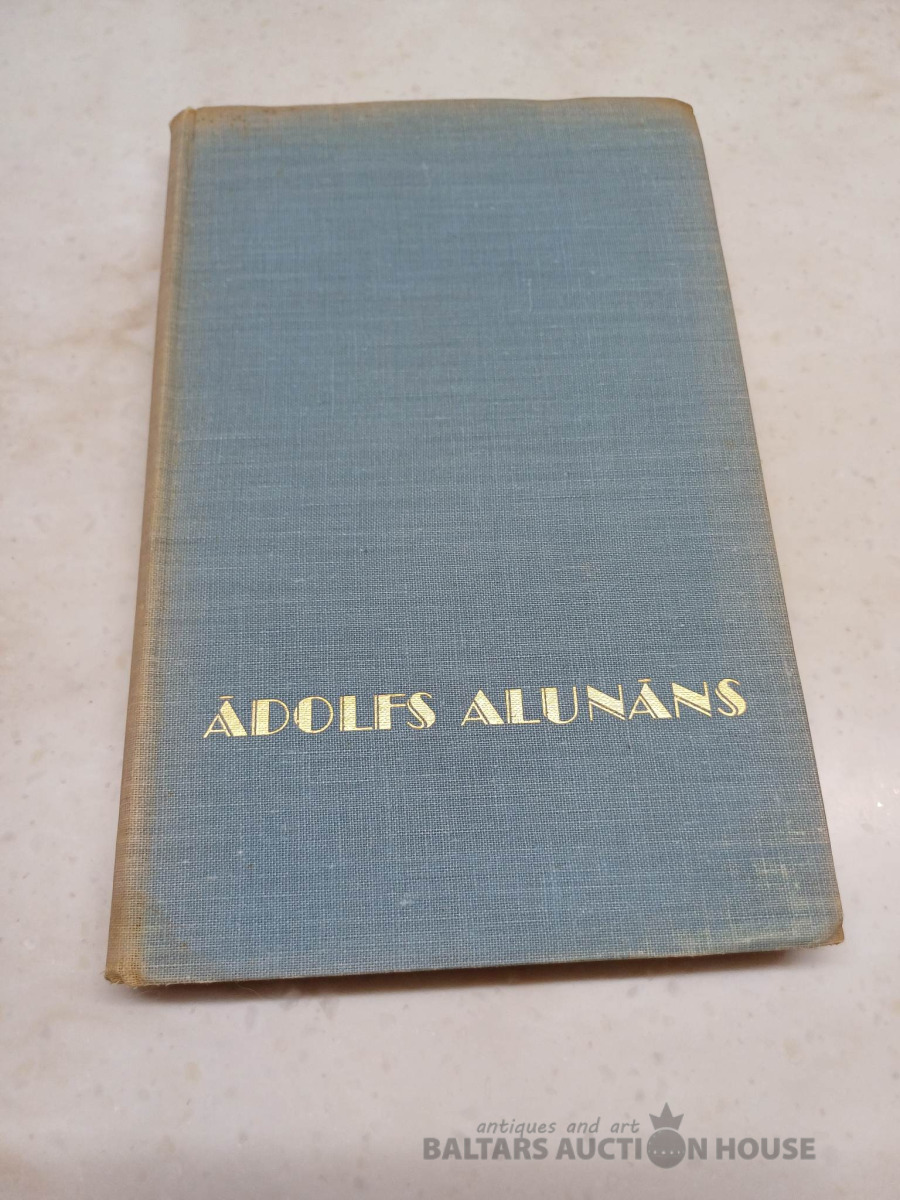 ĀDOLFS ALUNĀNS
antiques and art
BALTARS AUCTION HOUSE